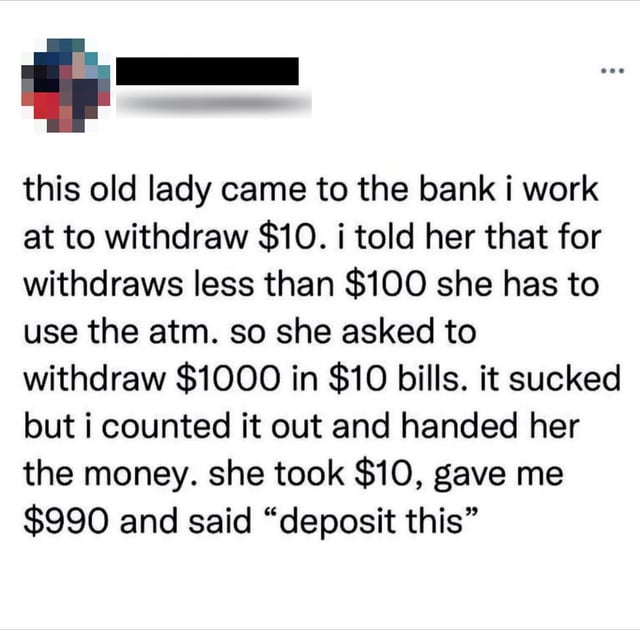 this old lady came to the bank i work
at to withdraw $10. i told her that for
withdraws less than $100 she has to
use the atm. so she asked to
withdraw $1000 in $10 bills. it sucked
but i counted it out and handed her
the money. she took $10, gave me
$990 and said “deposit this”